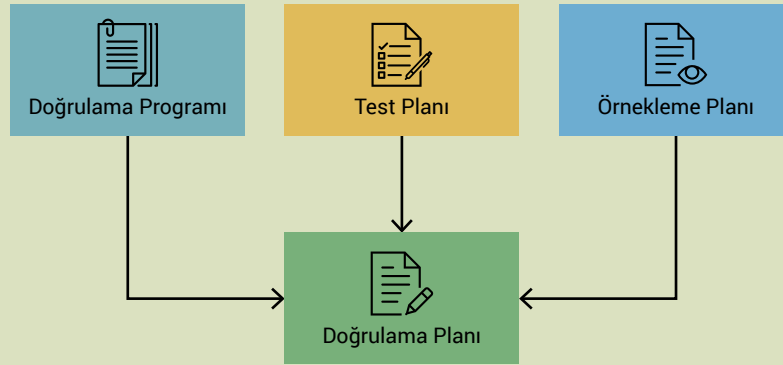 Doğrulama Programı
Test Planı
Örnekleme Planı
Doğrulama Planı